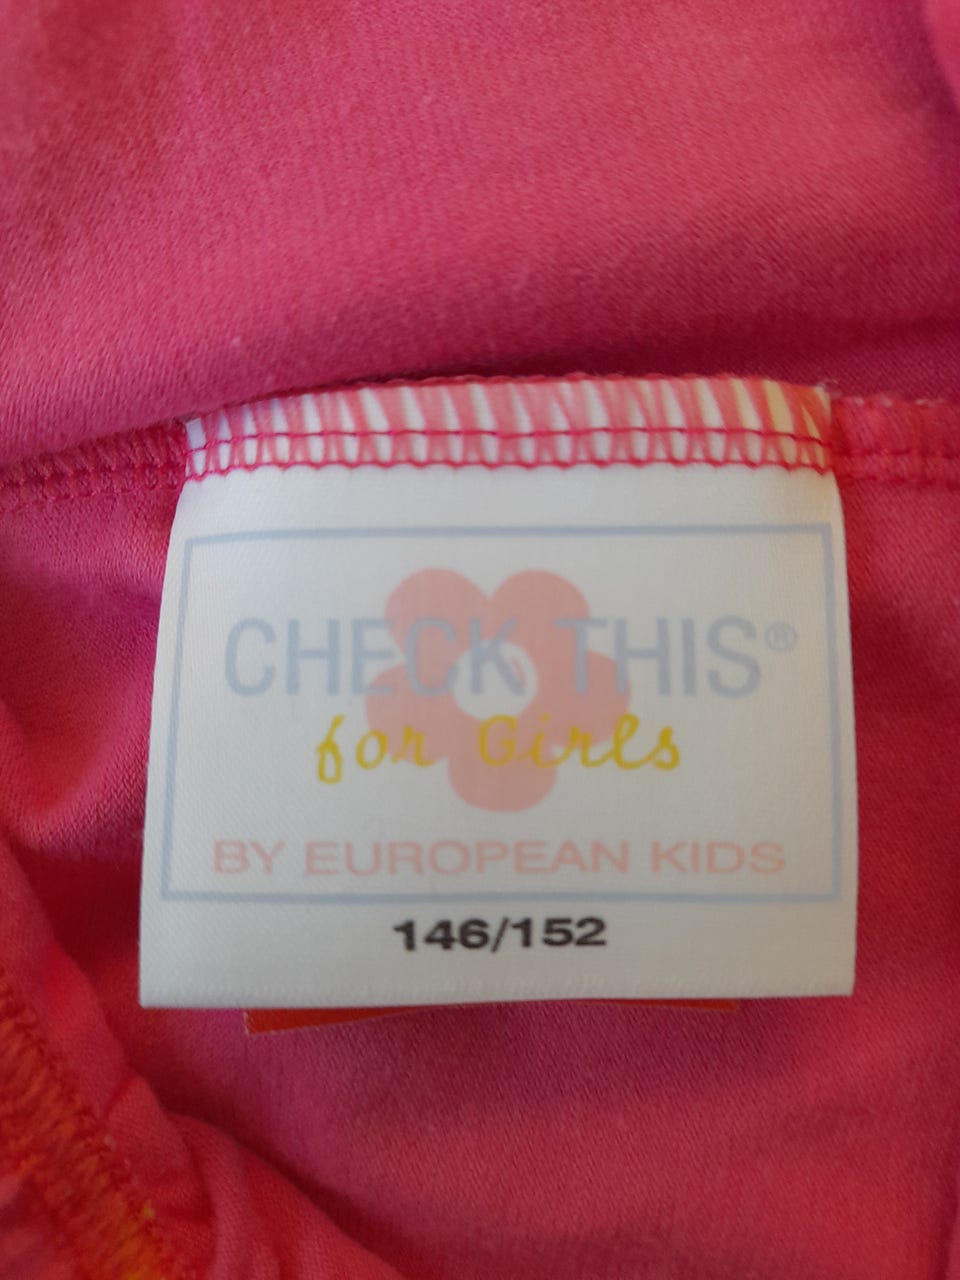 CHECK THIS®
for Girls
BY EUROPEAN KIDS
146/152